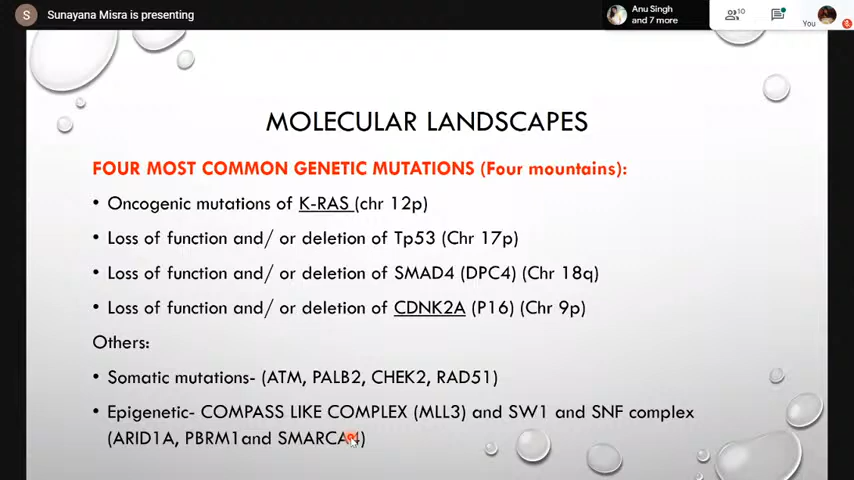 S Sunayana Misra is presenting
Anu Singh
and 7 more
10
You
MOLECULAR LANDSCAPES
FOUR MOST COMMON GENETIC MUTATIONS (Four mountains):
• Oncogenic mutations of K-RAS (chr 12p)
• Loss of function and/ or deletion of Tp53 (Chr 17p)
• Loss of function and/ or deletion of SMAD4 (DPC4) (Chr 18q)
• Loss of function and/ or deletion of CDNK2A (P16) (Chr 9p)
Others:
• Somatic mutations- (ATM, PALB2, CHEK2, RAD51)
• Epigenetic- COMPASS LIKE COMPLEX (MLL3) and SW1 and SNF complex
(ARID1A, PBRM1and SMARCA4)